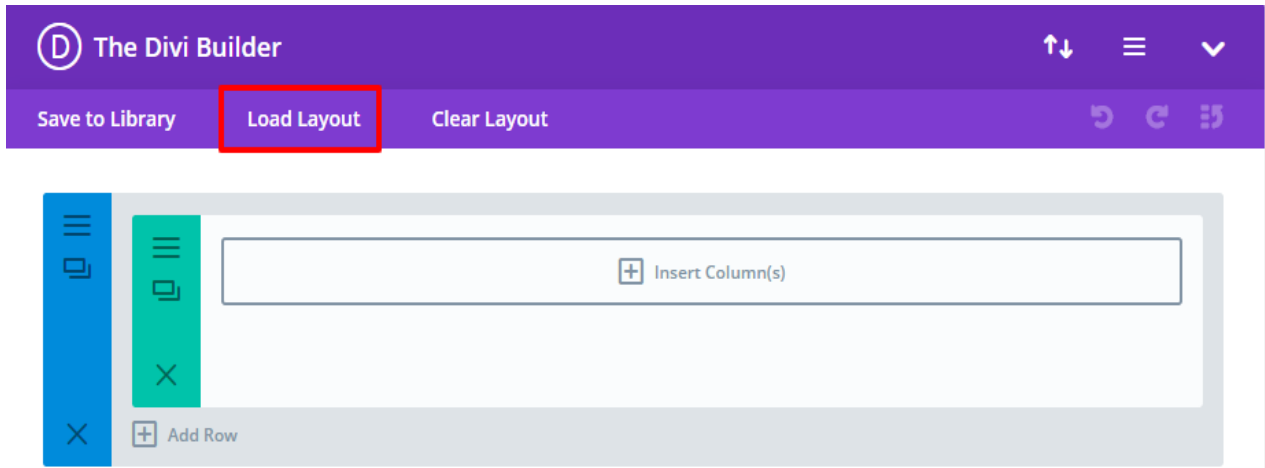 D The Divi Builder
Save to Library Load Layout Clear Layout
Insert Column(s)
Add Row